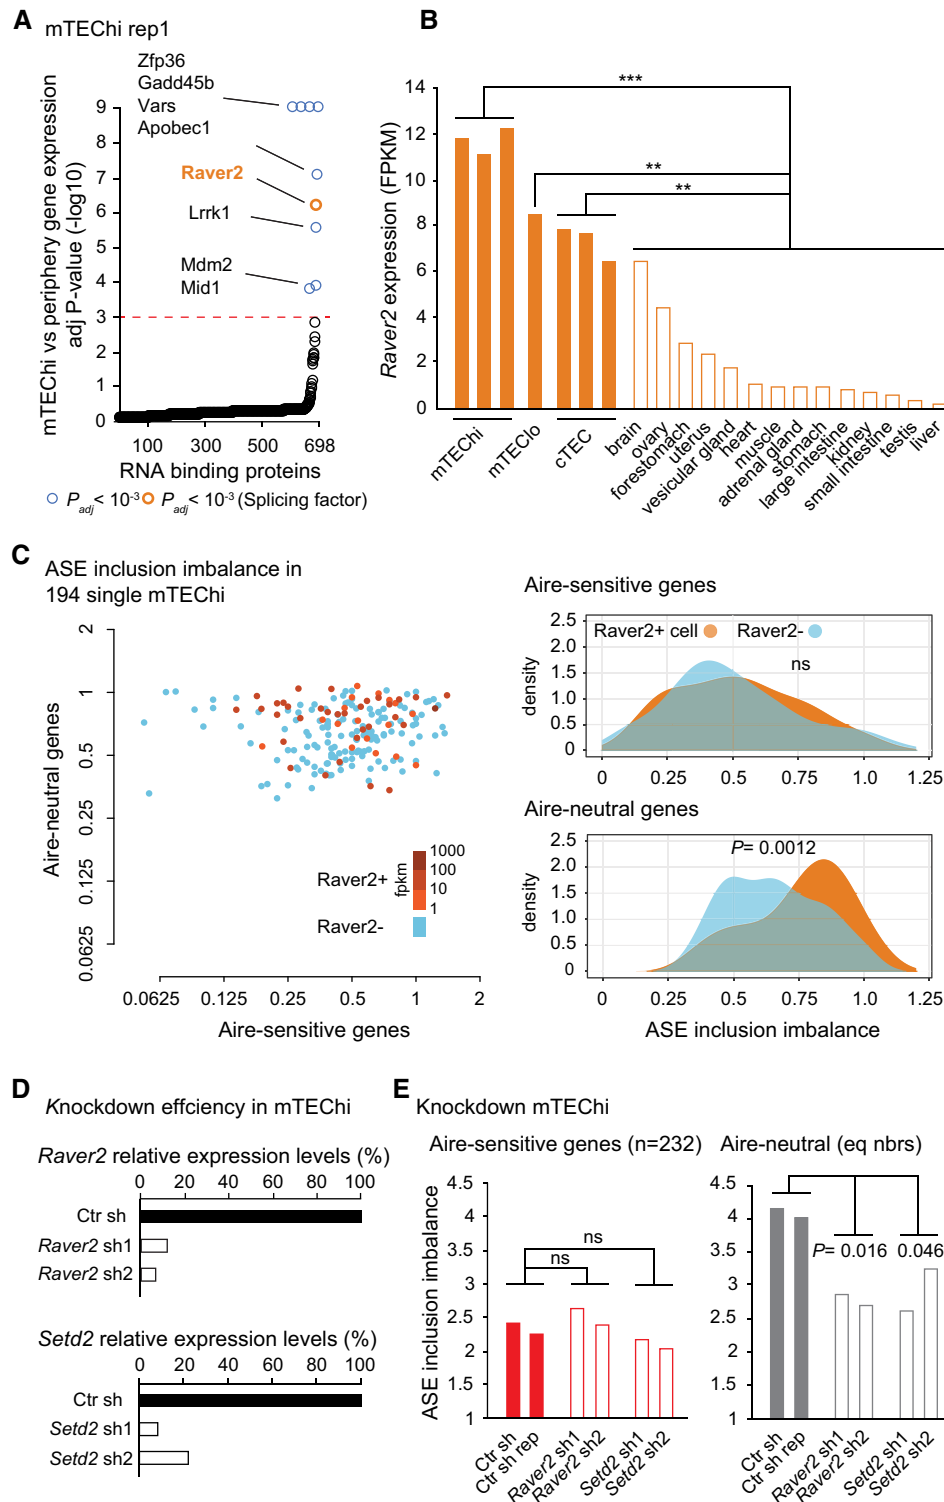 A
mTEChi rep1
Zfp36
Gadd45b
Vars
Apobec1
Raver2
Lrrk1
Mdm2
Mid1
mTEChi vs periphery gene expression
adj P-value (-log10)
9
8
7
6
5
4
3
2
1
0
100
300
500
698
RNA binding proteins
Padj < 10-3
Padj < 10-3 (Splicing factor)
B
Raver2 expression (FPKM)
14
12
10
8
6
4
2
0
***
**
**
mTEChi
mTEClo
cTEC
brain
ovary
forestomach
uterus
vesicular gland
heart
muscle
adrenal gland
stomach
large intestine
kidney
small intestine
testis
liver
C
ASE inclusion imbalance in
194 single mTEChi
Aire-neutral genes
2
1
0.5
0.25
0.125
0.0625
Raver2+
Raver2-
fpkm
1000
100
10
1
0.0625
0.125
0.25
0.5
1
2
Aire-sensitive genes
Aire-sensitive genes
Raver2+ cell
Raver2-
ns
density
2.5
2.0
1.5
1.0
0.5
0
0
0.25
0.5
0.75
1.0
1.25
Aire-neutral genes
P= 0.0012
density
2.5
2.0
1.5
1.0
0.5
0
0
0.25
0.5
0.75
1.0
1.25
ASE inclusion imbalance
D
Knockdown effciency in mTEChi
Raver2 relative expression levels (%)
0 20 40 60 80 100
Ctr sh
Raver2 sh1
Raver2 sh2
Setd2 relative expression levels (%)
0 20 40 60 80 100
Ctr sh
Setd2 sh1
Setd2 sh2
E
Knockdown mTEChi
Aire-sensitive genes (n=232)
ASE inclusion imbalance
4.5
4
3.5
3
2.5
2
1.5
1
ns
ns
Ctr sh
Ctr sh rep
Raver2 sh1
Raver2 sh2
Setd2 sh1
Setd2 sh2
Aire-neutral (eq nbrs)
4.5
4
3.5
3
2.5
2
1.5
1
P= 0.016
0.046
Ctr sh
Ctr sh rep
Raver2 sh1
Raver2 sh2
Setd2 sh1
Setd2 sh2